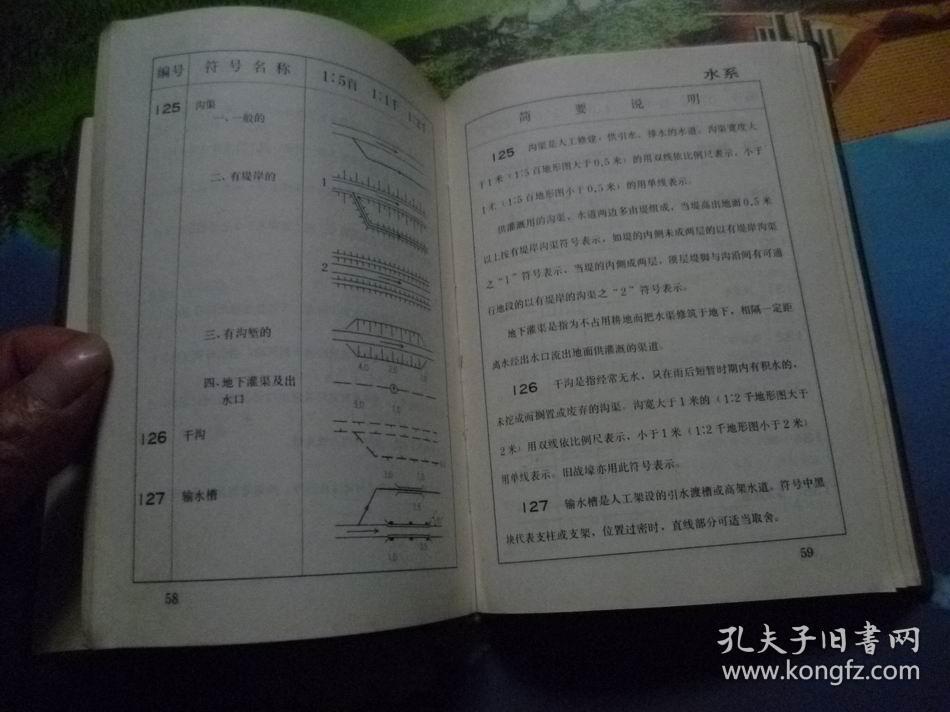 编号 符号名称 1:5百 1:1千 1:2千
125 沟渠
一、一般的
二、有堤岸的
1
2
三、有沟堑的
4.0 2.0 1.0
四、地下灌渠及出
水口
126 干沟
127 输水槽
58
水系
简要说明
125 沟渠是人工修建,供引水、排水的水道。沟渠宽度大
于1米(1:5百地形图大于0.5米)的用双线依比例尺表示,小于
1米(1:5百地形图小于0.5米)的用单线表示。
供灌溉用的沟渠,水道两边多由堤组成,当堤高出地面0.5米
以上按有堤岸沟渠符号表示,如堤的内侧未成两层的以有堤岸沟渠
之“1”符号表示,当堤的内侧成两层,顶层堤脚与沟沿间有可通
行地段的以有堤岸的沟渠之“2”符号表示。
地下灌渠是指为不占用耕地而把水渠修筑于地下,相隔一定距
离水经出水口流出地面供灌溉的渠道。
126 干沟是指经常无水,只在雨后短暂时期内有积水的,
未挖成而搁置或废弃的沟渠。沟宽大于1米的(1:2千地形图大于
2米)用双线依比例尺表示,小于1米(1:2千地形图小于2米)
用单线表示。旧战壕亦用此符号表示。
127 输水槽是人工架设的引水渡槽或高架水道。符号中黑
块代表支柱或支架,位置过密时,直线部分可适当取舍。
59
孔夫子旧書网
www.kongfz.com